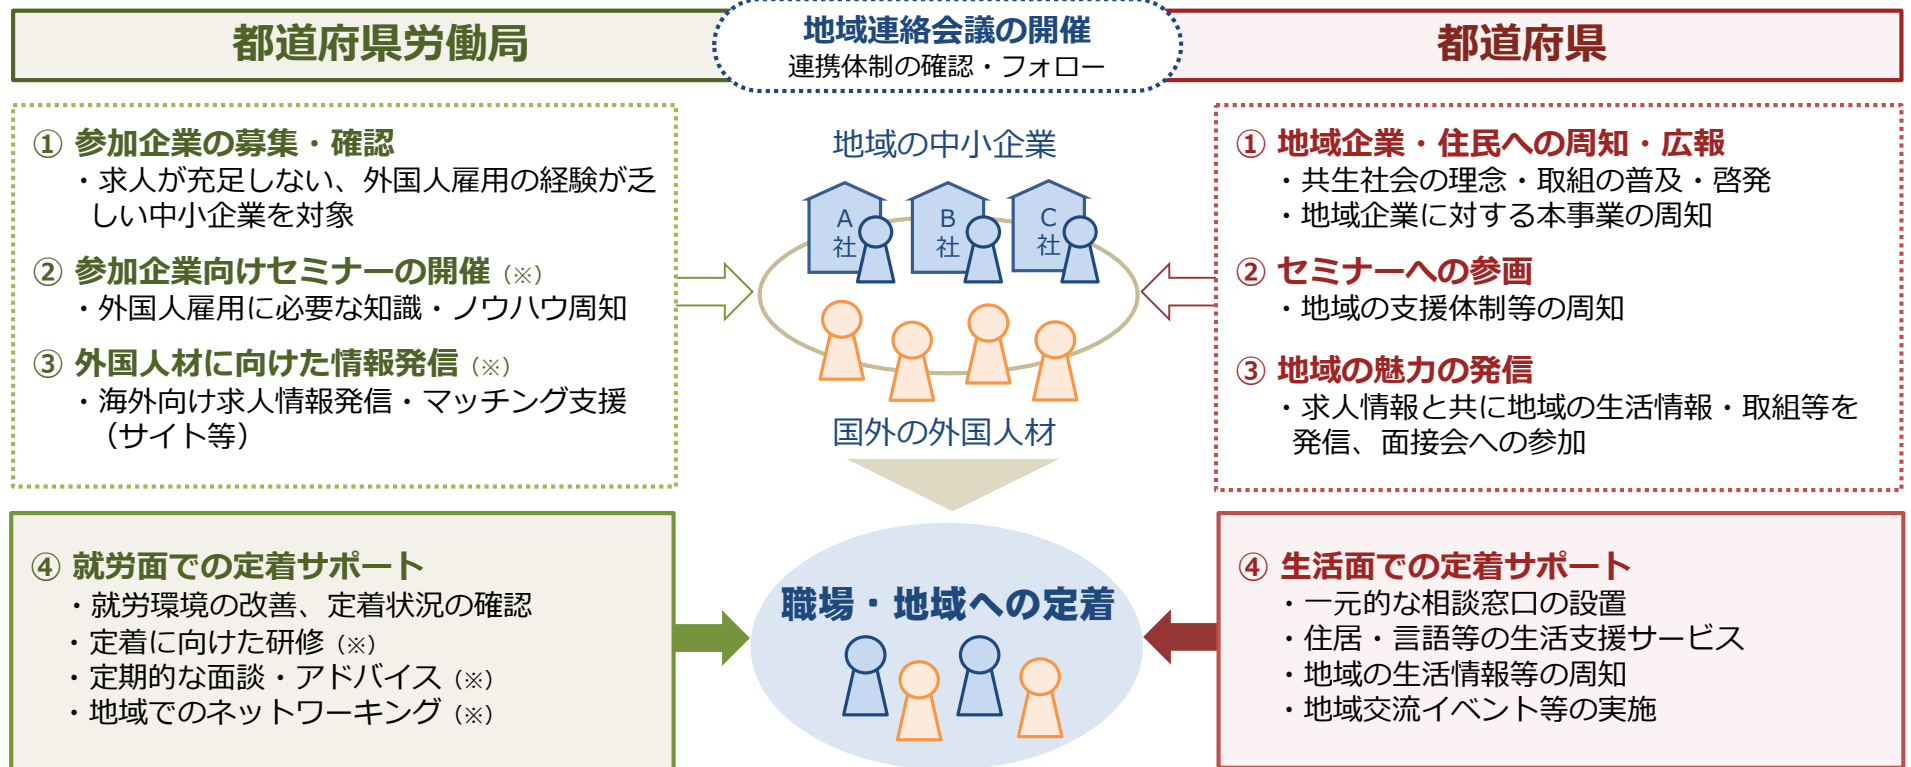 都道府県労働局
地域連絡会議の開催
連携体制の確認・フォロー
都道府県
① 参加企業の募集・確認
・求人が充足しない、外国人雇用の経験が乏
しい中小企業を対象
② 参加企業向けセミナーの開催（※）
・外国人雇用に必要な知識・ノウハウ周知
③ 外国人材に向けた情報発信（※）
・海外向け求人情報発信・マッチング支援
（サイト等）
地域の中小企業
A
社
B
社
C
社
国外の外国人材
① 地域企業・住民への周知・広報
・共生社会の理念・取組の普及・啓発
・地域企業に対する本事業の周知
② セミナーへの参画
・地域の支援体制等の周知
③ 地域の魅力の発信
・求人情報と共に地域の生活情報・取組等を
発信、面接会への参加
④ 就労面での定着サポート
・就労環境の改善、定着状況の確認
・定着に向けた研修（※）
・定期的な面談・アドバイス（※）
・地域でのネットワーキング（※）
職場・地域への定着
④ 生活面での定着サポート
・一元的な相談窓口の設置
・住居・言語等の生活支援サービス
・地域の生活情報等の周知
・地域交流イベント等の実施